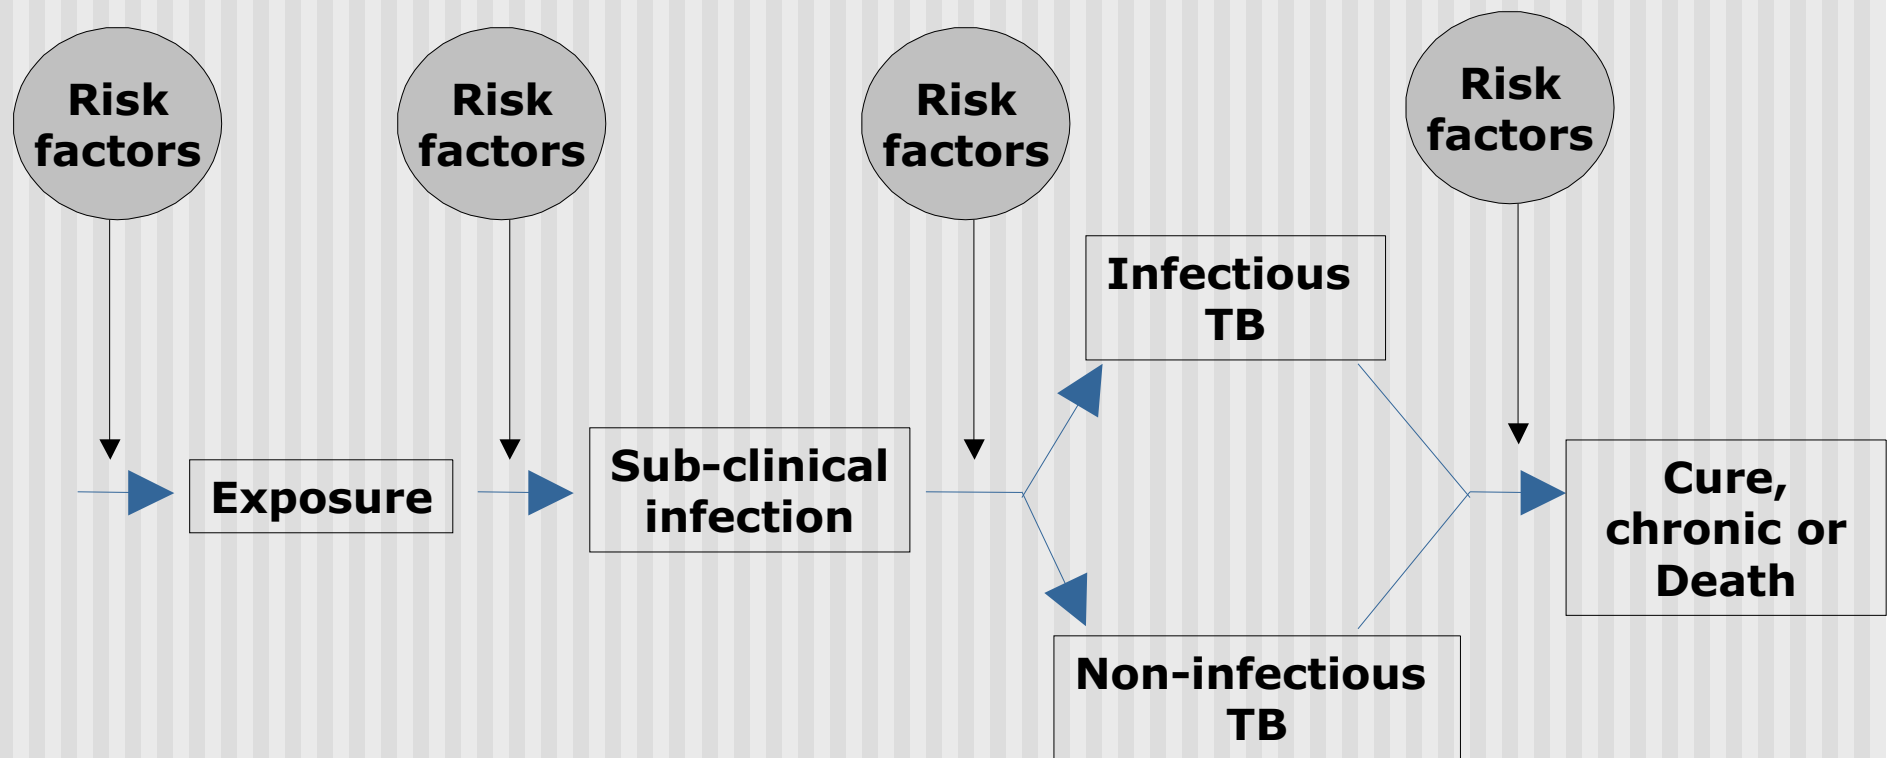 Risk
factors
Risk
factors
Risk
factors
Risk
factors
Infectious
TB
Exposure
Sub-clinical
infection
Cure,
chronic or
Death
Non-infectious
TB